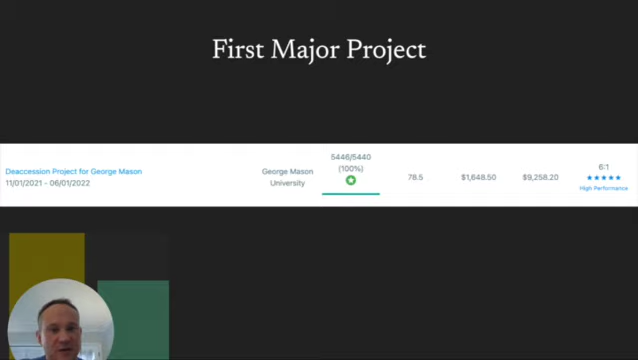 First Major Project
Deaccession Project for George Mason
11/01/2021 - 06/01/2022
George Mason
University
5446/5440
(100%)
78.5
$1,648.50
$9,258.20
6:1
High Performance